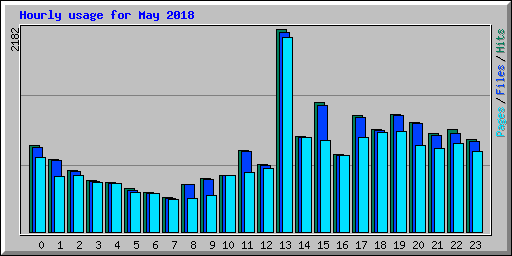 Hourly usage for May 2018
2182
Pages / Files / Hits
0 1 2 3 4 5 6 7 8 9 10 11 12 13 14 15 16 17 18 19 20 21 22 23